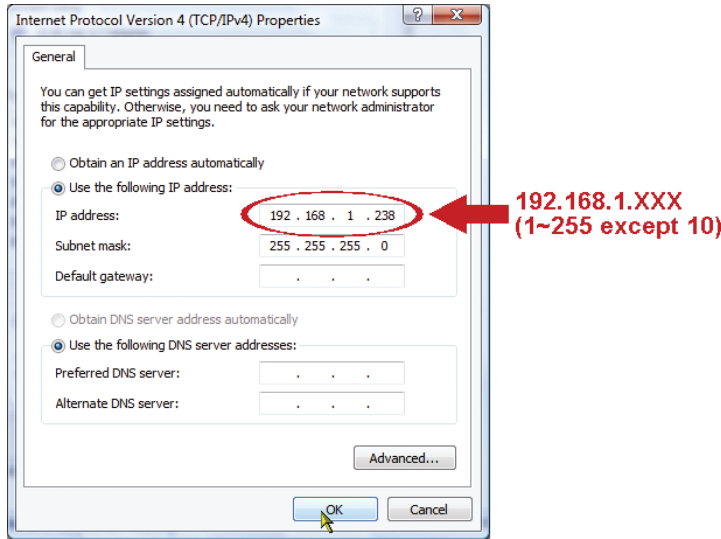 Internet Protocol Version 4 (TCP/IPv4) Properties
General
You can get IP settings assigned automatically if your network supports
this capability. Otherwise, you need to ask your network administrator
for the appropriate IP settings.
Obtain an IP address automatically
Use the following IP address:
IP address: 192 . 168 . 1 . 238
Subnet mask: 255 . 255 . 255 . 0
Default gateway: . . .
192.168.1.XXX
(1~255 except 10)
Obtain DNS server address automatically
Use the following DNS server addresses:
Preferred DNS server: . . .
Alternate DNS server: . . .
Advanced...
OK Cancel